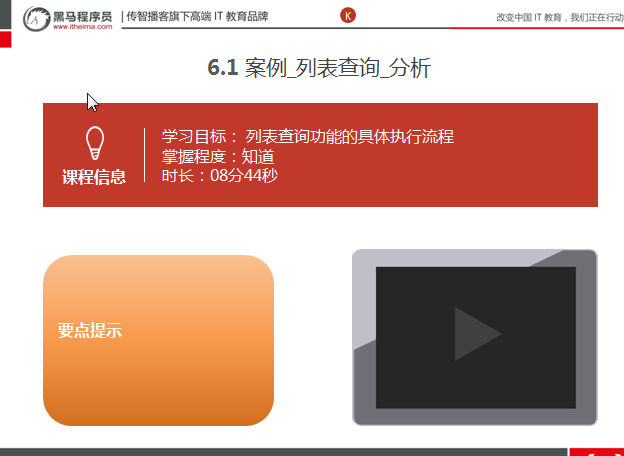 黑马程序员 | 传智播客旗下高端 IT 教育品牌
www.itheima.com
K
改变中国 IT 教育，我们正在行动
6.1 案例_列表查询_分析
课程信息
学习目标： 列表查询功能的具体执行流程
掌握程度：知道
时长：08分44秒
要点提示